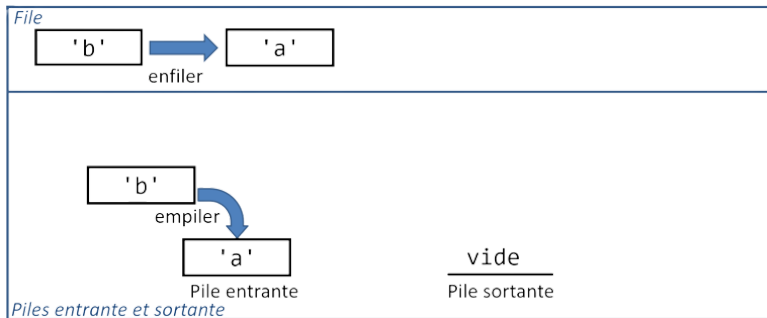 File
'b'
'a'
enfiler
'b'
empiler
'a'
vide
Pile entrante
Pile sortante
Piles entrante et sortante